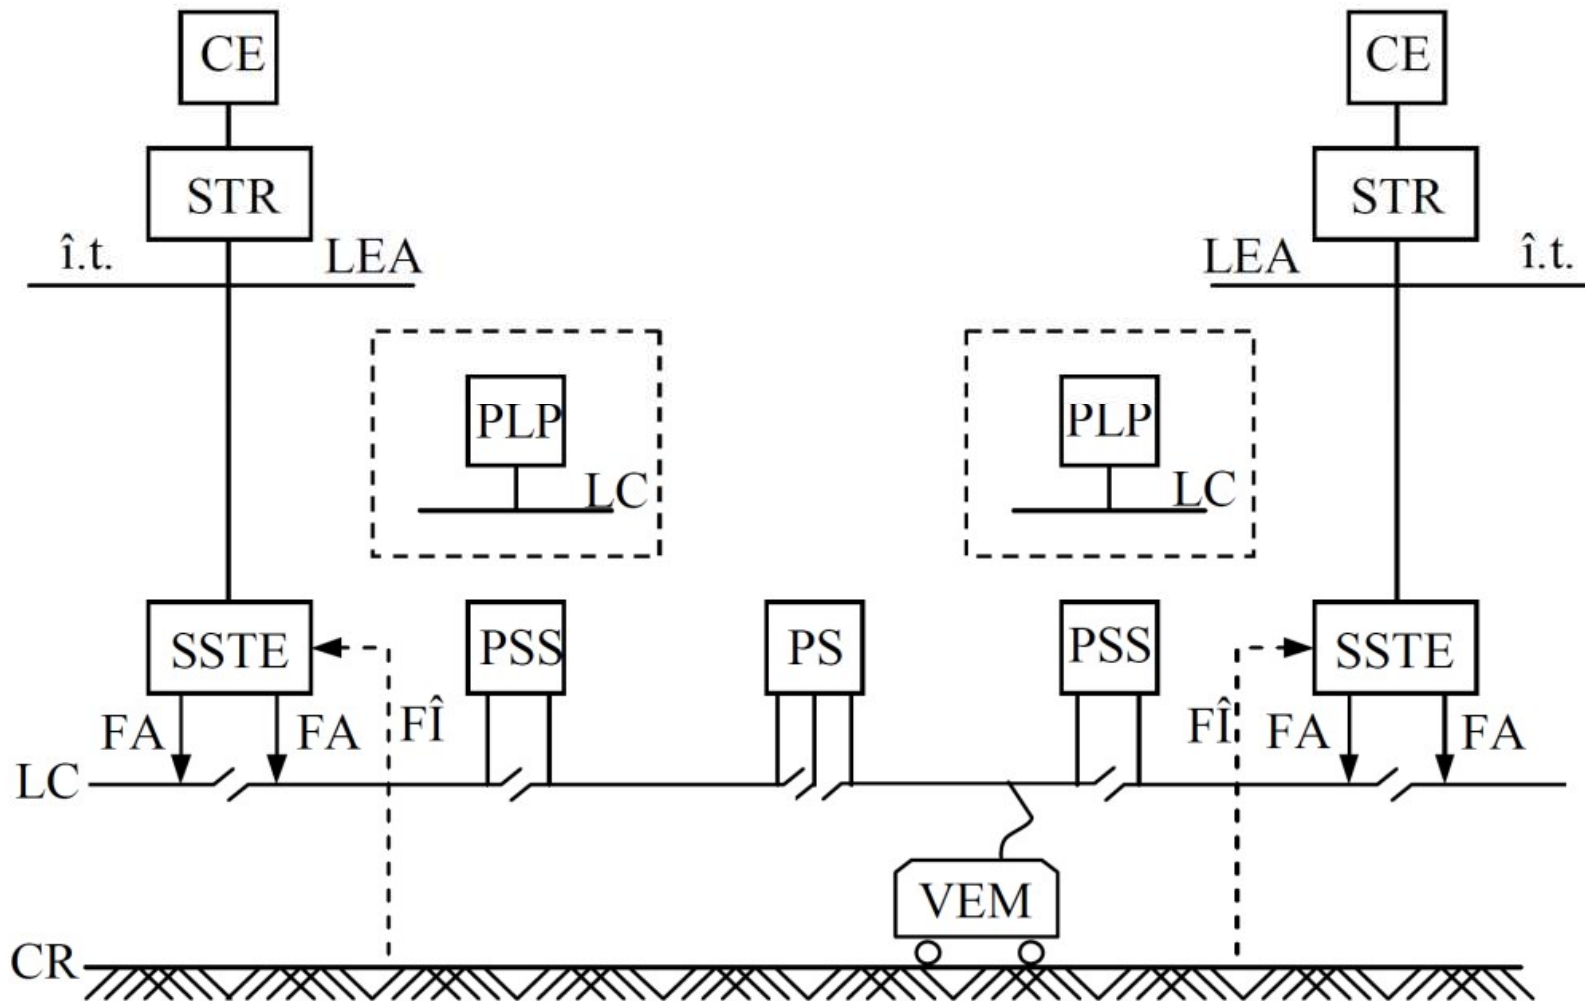 CE CE
STR STR
î.t. LEA LEA î.t.
PLP PLP
LC LC
SSTE PSS PS PSS SSTE
FA FA FÎ FÎ FA FA
LC
VEM
CR